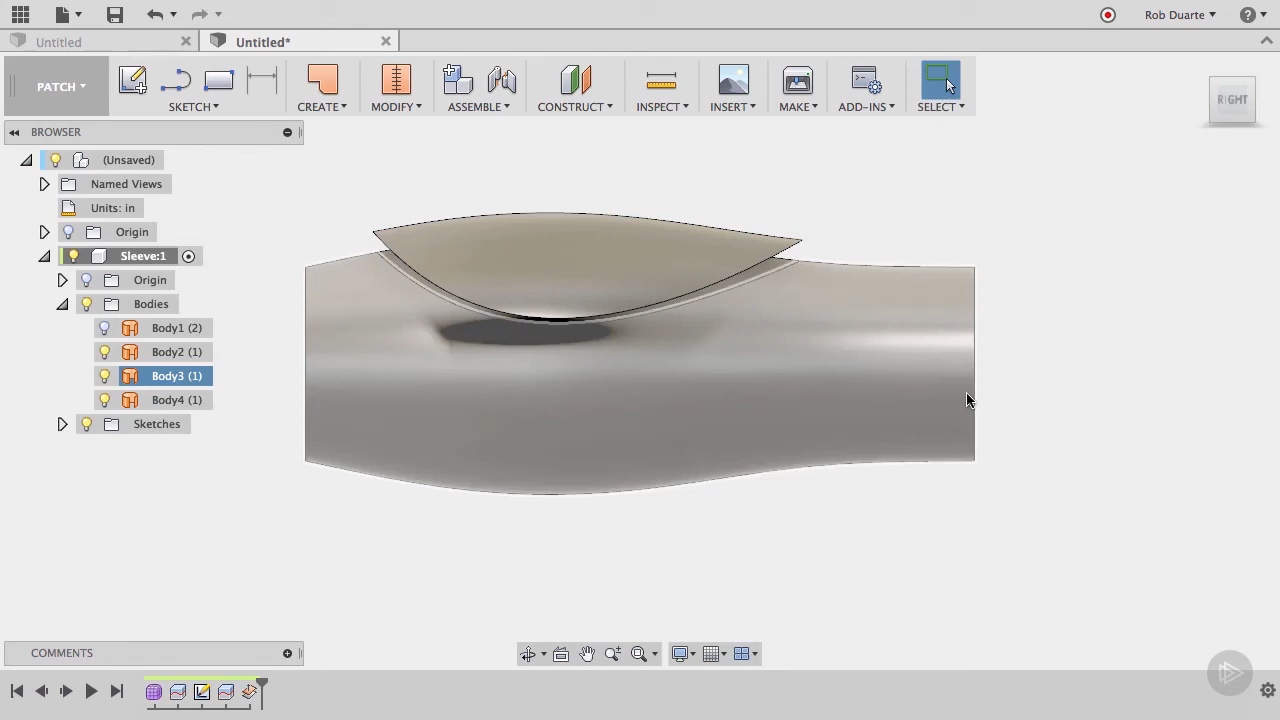 Rob Duarte
Untitled
Untitled*
PATCH
SKETCH
CREATE
MODIFY
ASSEMBLE
CONSTRUCT
INSPECT
INSERT
MAKE
ADD-INS
SELECT
RIGHT
BROWSER
(Unsaved)
Named Views
Units: in
Origin
Sleeve:1
Origin
Bodies
Body1 (2)
Body2 (1)
Body3 (1)
Body4 (1)
Sketches
COMMENTS